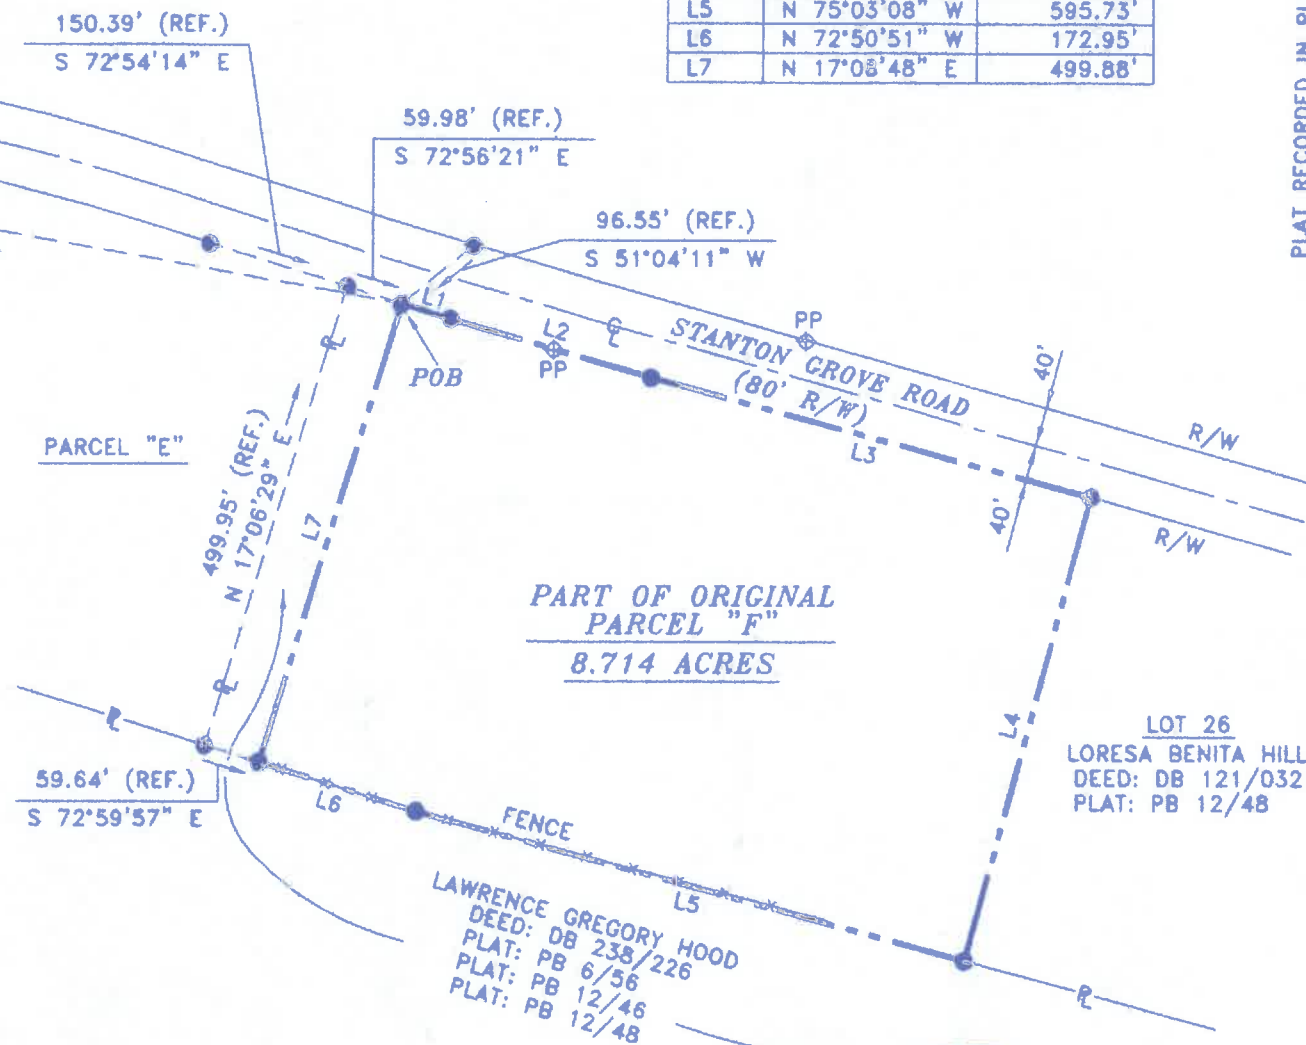 L5 N 75°03'08" W 595.73'
L6 N 72°50'51" W 172.95'
L7 N 17°08'48" E 499.88'
150.39' (REF.)
S 72°54'14" E
59.98' (REF.)
S 72°56'21" E
96.55' (REF.)
S 51°04'11" W
PLAT RECORDED IN
L1
L2
PP
PP
POB
STANTON GROVE ROAD
(80' R/W)
L3
40'
40'
R/W
R/W
PARCEL "E"
499.95' (REF.)
N 17°06'29" E
L7
PART OF ORIGINAL
PARCEL "F"
8.714 ACRES
L4
LOT 26
LORESA BENITA HILL
DEED: DB 121/032
PLAT: PB 12/48
59.64' (REF.)
S 72°59'57" E
L6
FENCE
L5
LAWRENCE GREGORY HOOD
DEED: DB 238/226
PLAT: PB 6/56
PLAT: PB 12/46
PLAT: PB 12/48